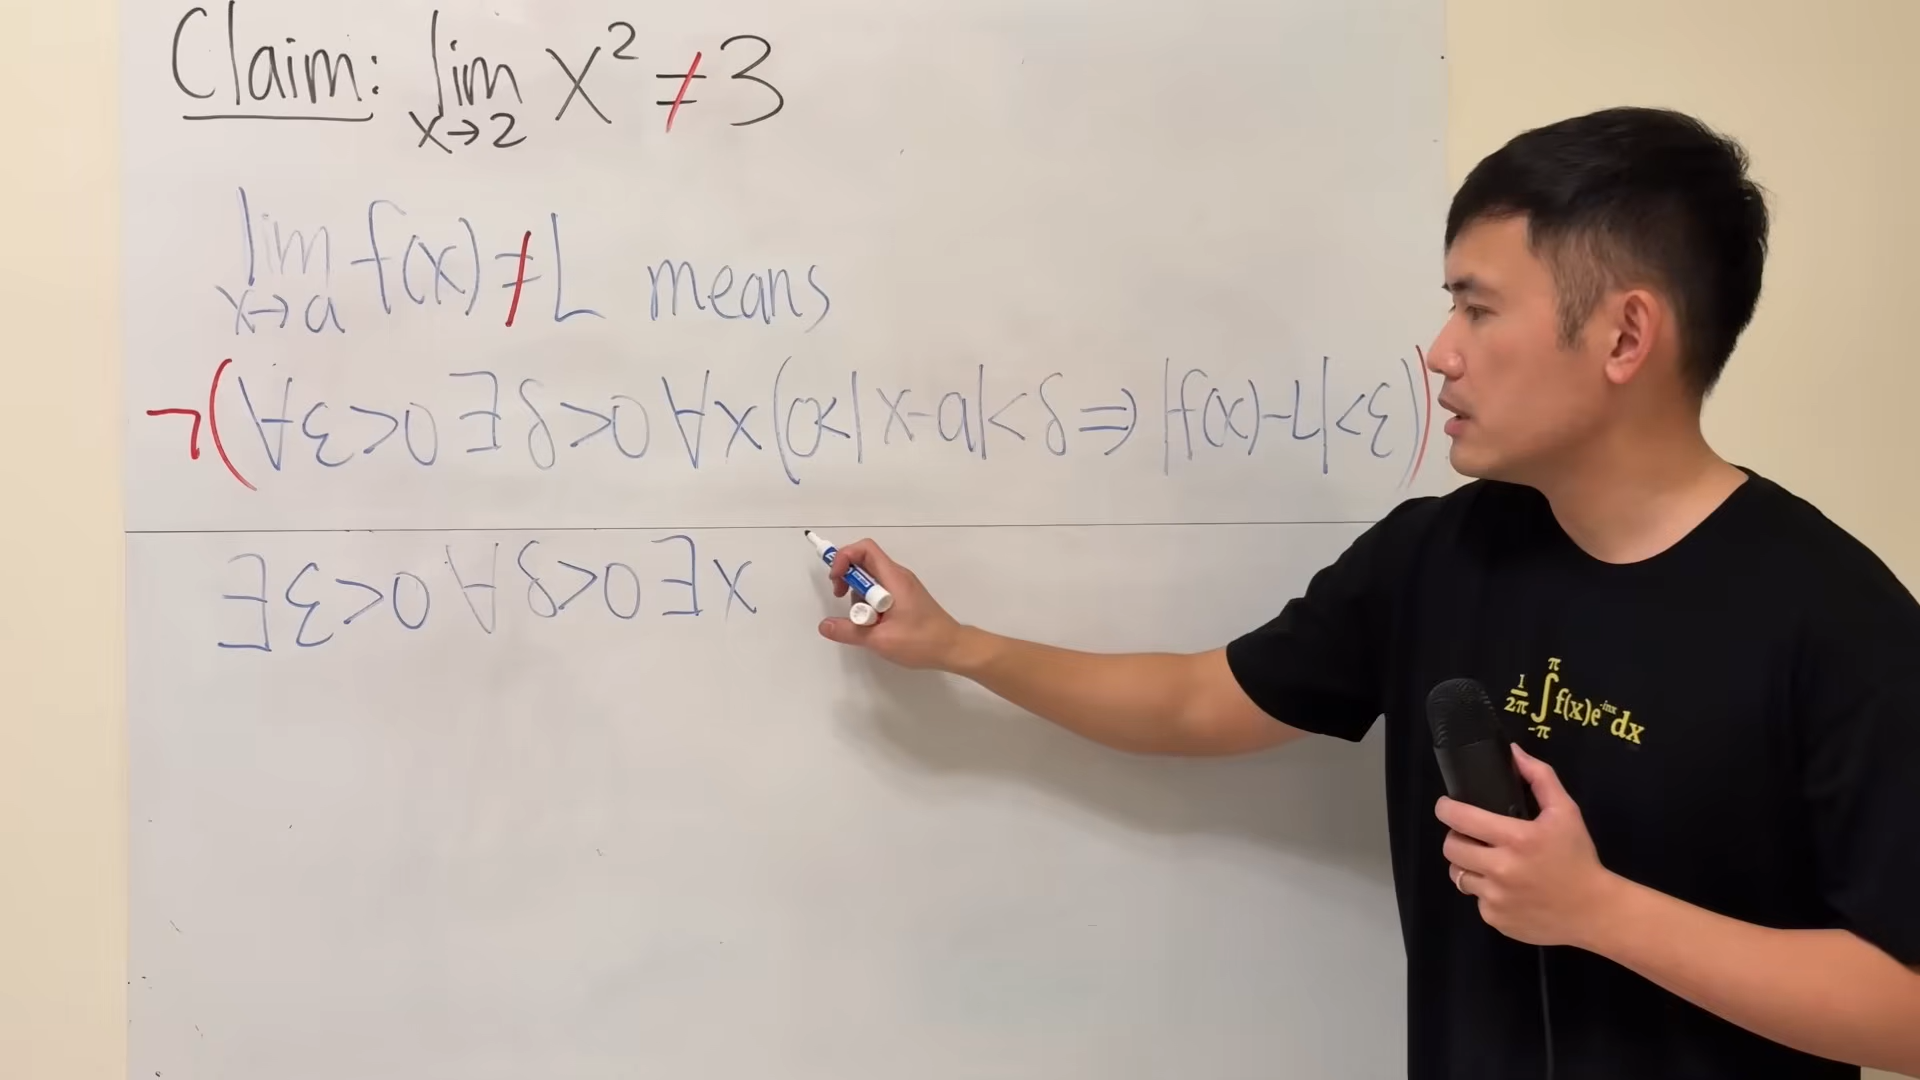 Claim: lim x→2 x² ≠ 3
lim x→a f(x) ≠ L means
¬(∀ε>0 ∃δ>0 ∀x(0<|x-a|<δ ⇒ |f(x)-L|<ε))
∃ε>0 ∀δ>0 ∃x
1/2π ∫_{-π}^{π} f(x)e^{-inx}dx